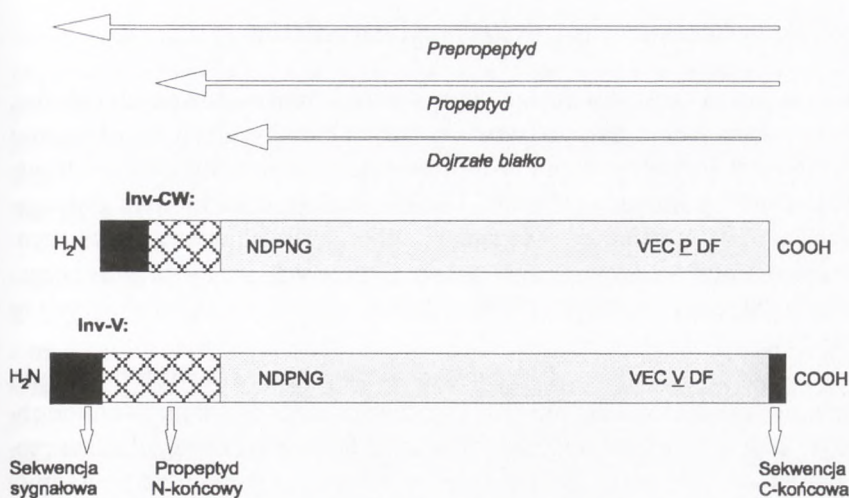 Prepropeptyd
Propeptyd
Dojrzałe białko
Inv-CW:
H₂N NDPNG VEC P DF COOH
Inv-V:
H₂N NDPNG VEC V DF COOH
Sekwencja sygnałowa
Propeptyd N-końcowy
Sekwencja C-końcowa